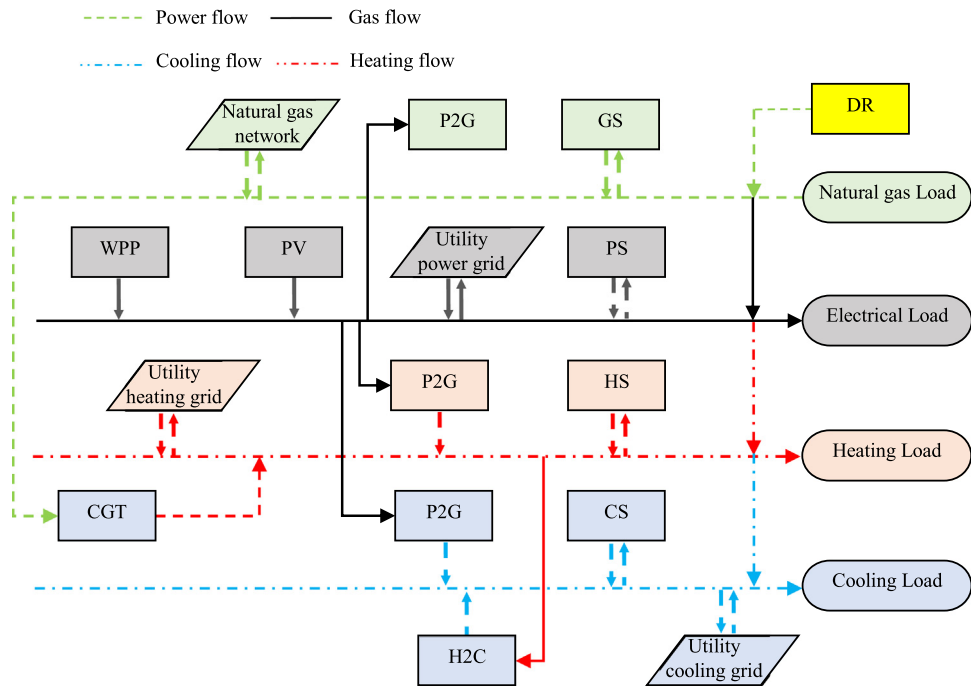 Power flow
Gas flow
Cooling flow
Heating flow
Natural gas
network
P2G
GS
DR
Natural gas Load
WPP
PV
Utility
power grid
PS
Electrical Load
Utility
heating grid
P2G
HS
Heating Load
CGT
P2G
CS
Cooling Load
H2C
Utility
cooling grid